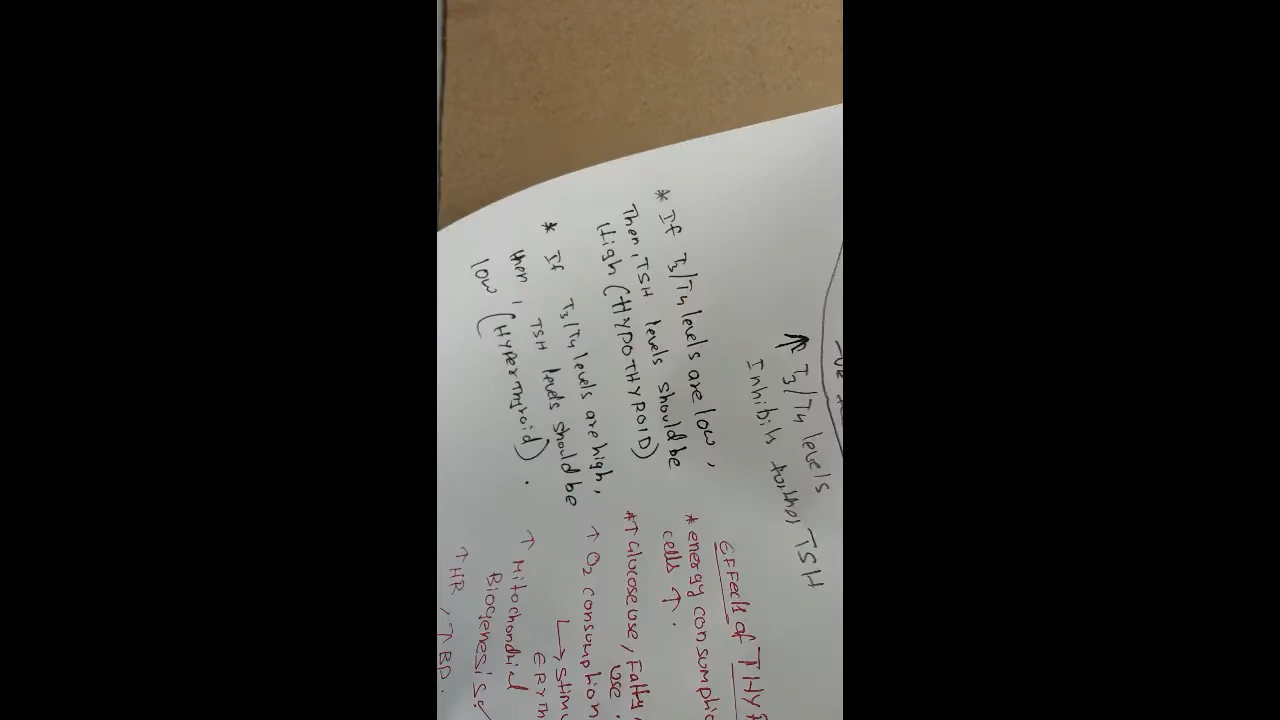 ↑ T3/T4 levels
Inhibits further TSH
* If T3/T4 levels are low,
Then, TSH levels should be
High (HYPOTHYROID)
* If T3/T4 levels are high,
then, TSH levels should be
low (Hyperthyroid).
Effects of
* energy consumptio
cells ↑.
*↑ Glucose use, Fatty
use
↑ O2 consumption
↳ stimu
ERYTH
↑ Mitochondrial
Biogenesis
↑ HR, ↑ BP.